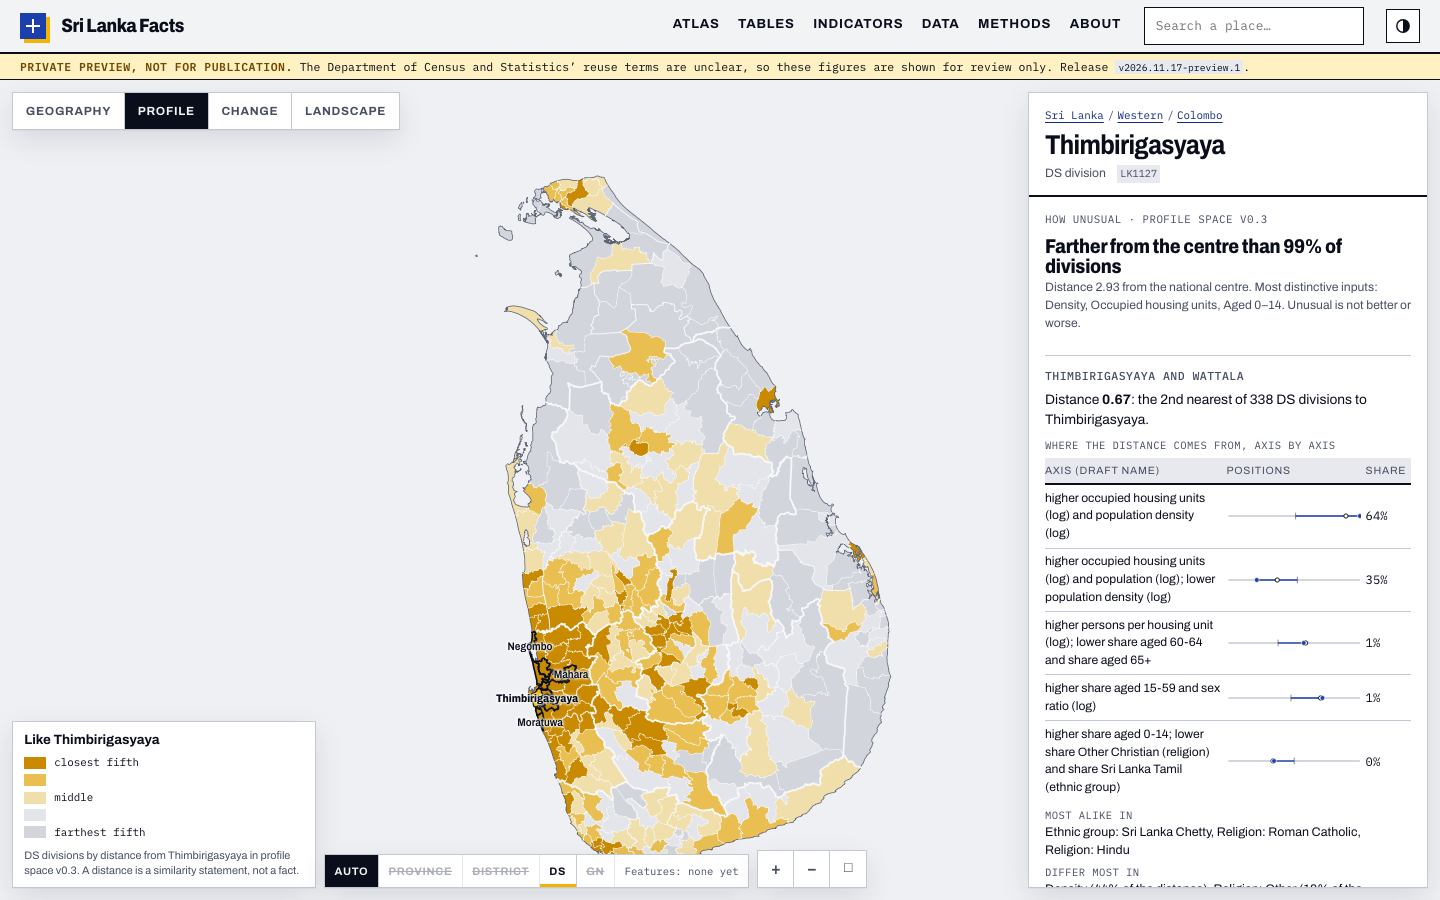 Sri Lanka Facts
ATLAS TABLES INDICATORS DATA METHODS ABOUT
Search a place…
PRIVATE PREVIEW, NOT FOR PUBLICATION. The Department of Census and Statistics’ reuse terms are unclear, so these figures are shown for review only. Release v2026.11.17-preview.1.
GEOGRAPHY PROFILE CHANGE LANDSCAPE
Negombo
Mahara
Thimbirigasyaya
Moratuwa
Like Thimbirigasyaya
closest fifth
middle
farthest fifth
DS divisions by distance from Thimbirigasyaya in profile
space v0.3. A distance is a similarity statement, not a fact.
AUTO PROVINCE DISTRICT DS GN Features: none yet
+ −
Sri Lanka / Western / Colombo
Thimbirigasyaya
DS division LK1127
HOW UNUSUAL · PROFILE SPACE V0.3
Farther from the centre than 99% of
divisions
Distance 2.93 from the national centre. Most distinctive inputs:
Density, Occupied housing units, Aged 0–14. Unusual is not better or
worse.
THIMBIRIGASYAYA AND WATTALA
Distance 0.67: the 2nd nearest of 338 DS divisions to
Thimbirigasyaya.
WHERE THE DISTANCE COMES FROM, AXIS BY AXIS
AXIS (DRAFT NAME) POSITIONS SHARE
higher occupied housing units
(log) and population density
(log)
64%
higher occupied housing units
(log) and population (log); lower
population density (log)
35%
higher persons per housing unit
(log); lower share aged 60-64
and share aged 65+
1%
higher share aged 15-59 and sex
ratio (log)
1%
higher share aged 0-14; lower
share Other Christian (religion)
and share Sri Lanka Tamil
(ethnic group)
0%
MOST ALIKE IN
Ethnic group: Sri Lanka Chetty, Religion: Roman Catholic,
Religion: Hindu
DIFFER MOST IN